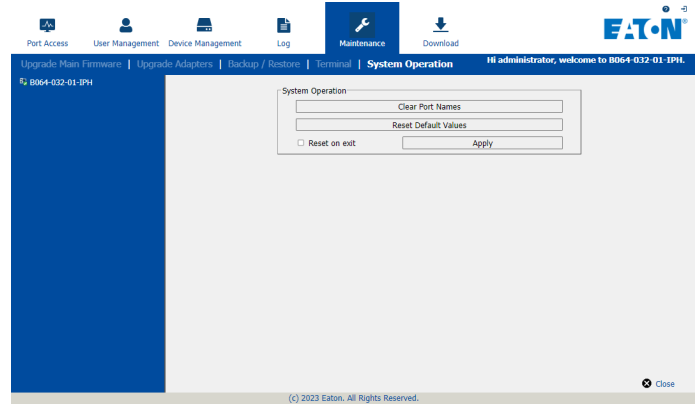 Port Access User Management Device Management Log Maintenance Download EATON®
Upgrade Main Firmware | Upgrade Adapters | Backup / Restore | Terminal | System Operation Hi administrator, welcome to B064-032-01-IPH.
B064-032-01-IPH
System Operation
Clear Port Names
Reset Default Values
Reset on exit Apply
Close
(c) 2023 Eaton. All Rights Reserved.